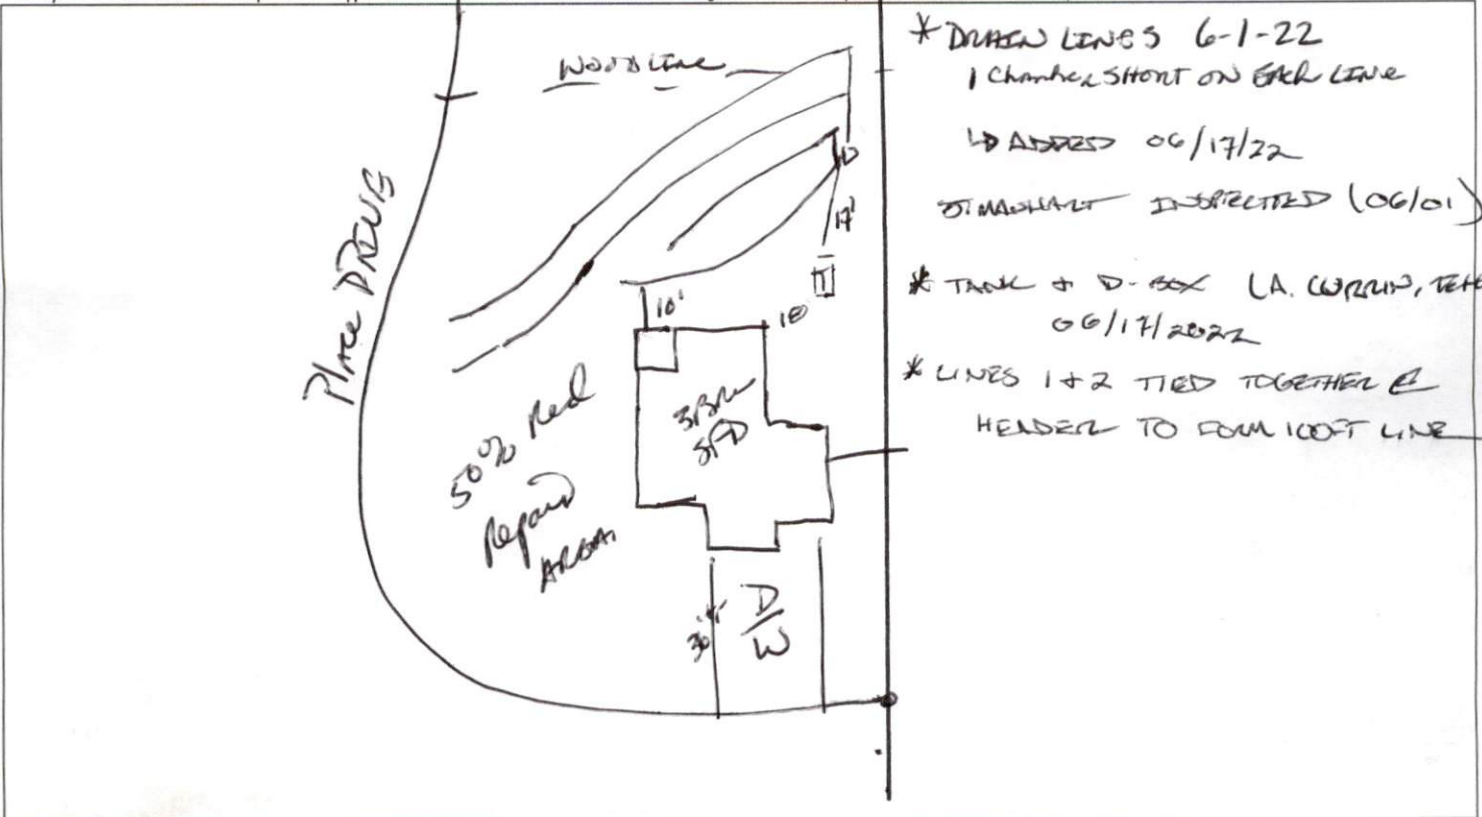 WOODLINE
Place DRIVE
17'
T
10'
10'
3BR
SFD
50% Red
Repair
AREA
30'
D/W
* DRAIN LINES 6-1-22
1 chamber SHORT ON EACH LINE
↳ ADDED 06/17/22
INSPECTED (06/01)
* TANK & D-BOX (A. CURRIN,
06/17/2022
* LINES 1 & 2 TIED TOGETHER @
HEADER TO FORM 100FT LINE